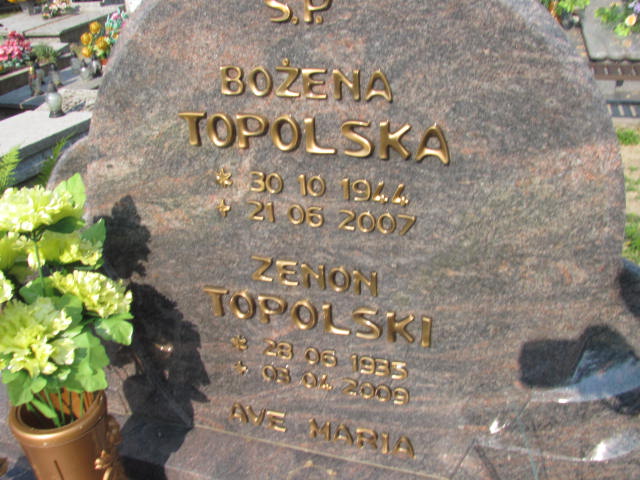 Ś.P.
BOŻENA
TOPOLSKA
* 30 10 1944
+ 21 06 2007
ZENON
TOPOLSKI
* 28 06 1935
+ 03 04 2009
AVE MARIA